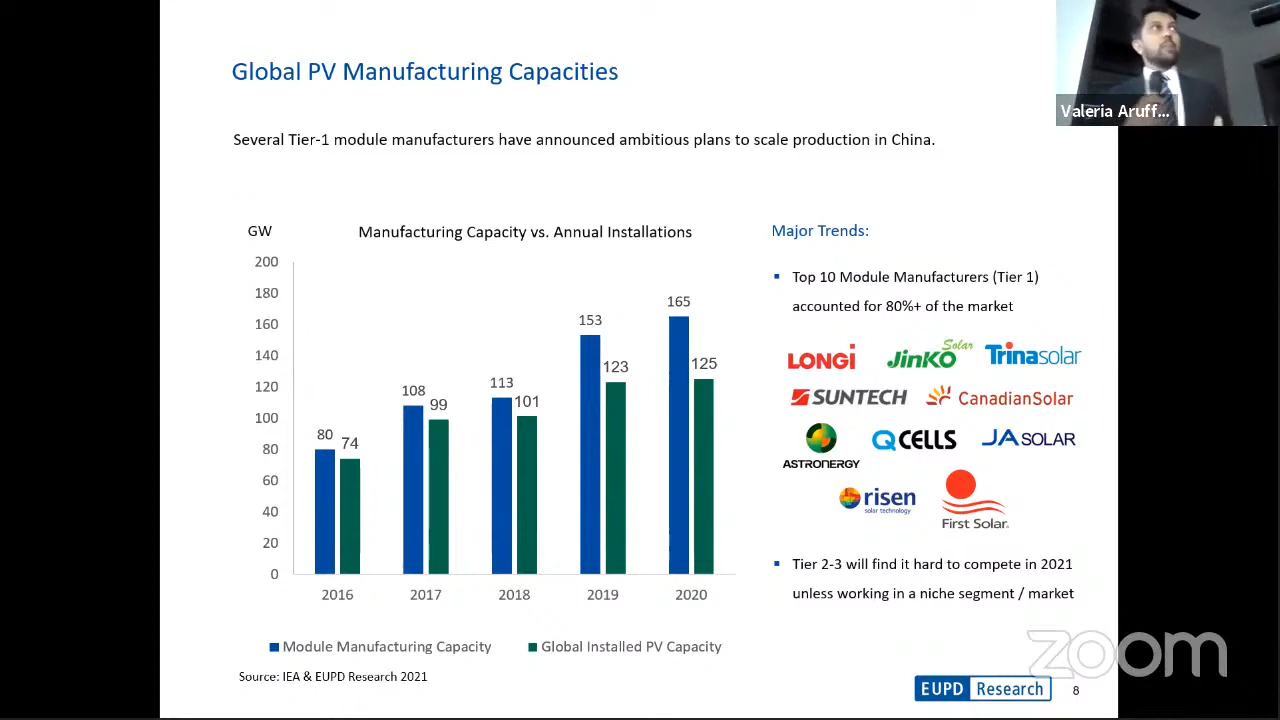 Global PV Manufacturing Capacities
Valeria Aruff...
Several Tier-1 module manufacturers have announced ambitious plans to scale production in China.
GW
Manufacturing Capacity vs. Annual Installations
200
180
160
140
120
100
80
60
40
20
0
80
74
108
99
113
101
153
123
165
125
2016
2017
2018
2019
2020
Module Manufacturing Capacity
Global Installed PV Capacity
Source: IEA & EUPD Research 2021
Major Trends:
Top 10 Module Manufacturers (Tier 1)
accounted for 80%+ of the market
LONGi
JinKO Solar
Trinasolar
SUNTECH
CanadianSolar
ASTRONERGY
Q CELLS
JA SOLAR
risen
solar technology
First Solar.
Tier 2-3 will find it hard to compete in 2021
unless working in a niche segment / market
zoom
EUPD Research
8